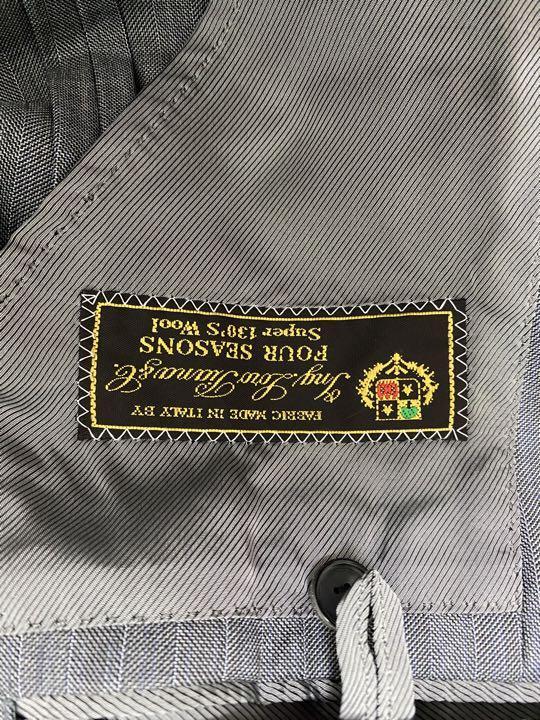 FABRIC MADE IN ITALY BY
Ing. Loro Piana & C.
FOUR SEASONS
Super 130'S Wool